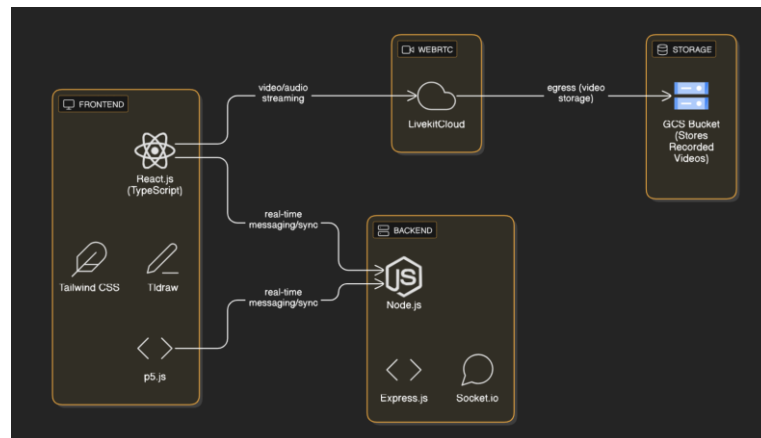 WEBRTC
STORAGE
video/audio
streaming
egress (video
storage)
LivekitCloud
GCS Bucket
(Stores
Recorded
Videos)
FRONTEND
React.js
(TypeScript)
real-time
messaging/sync
BACKEND
JS
Node.js
Tailwind CSS
Tldraw
real-time
messaging/sync
p5.js
Express.js
Socket.io